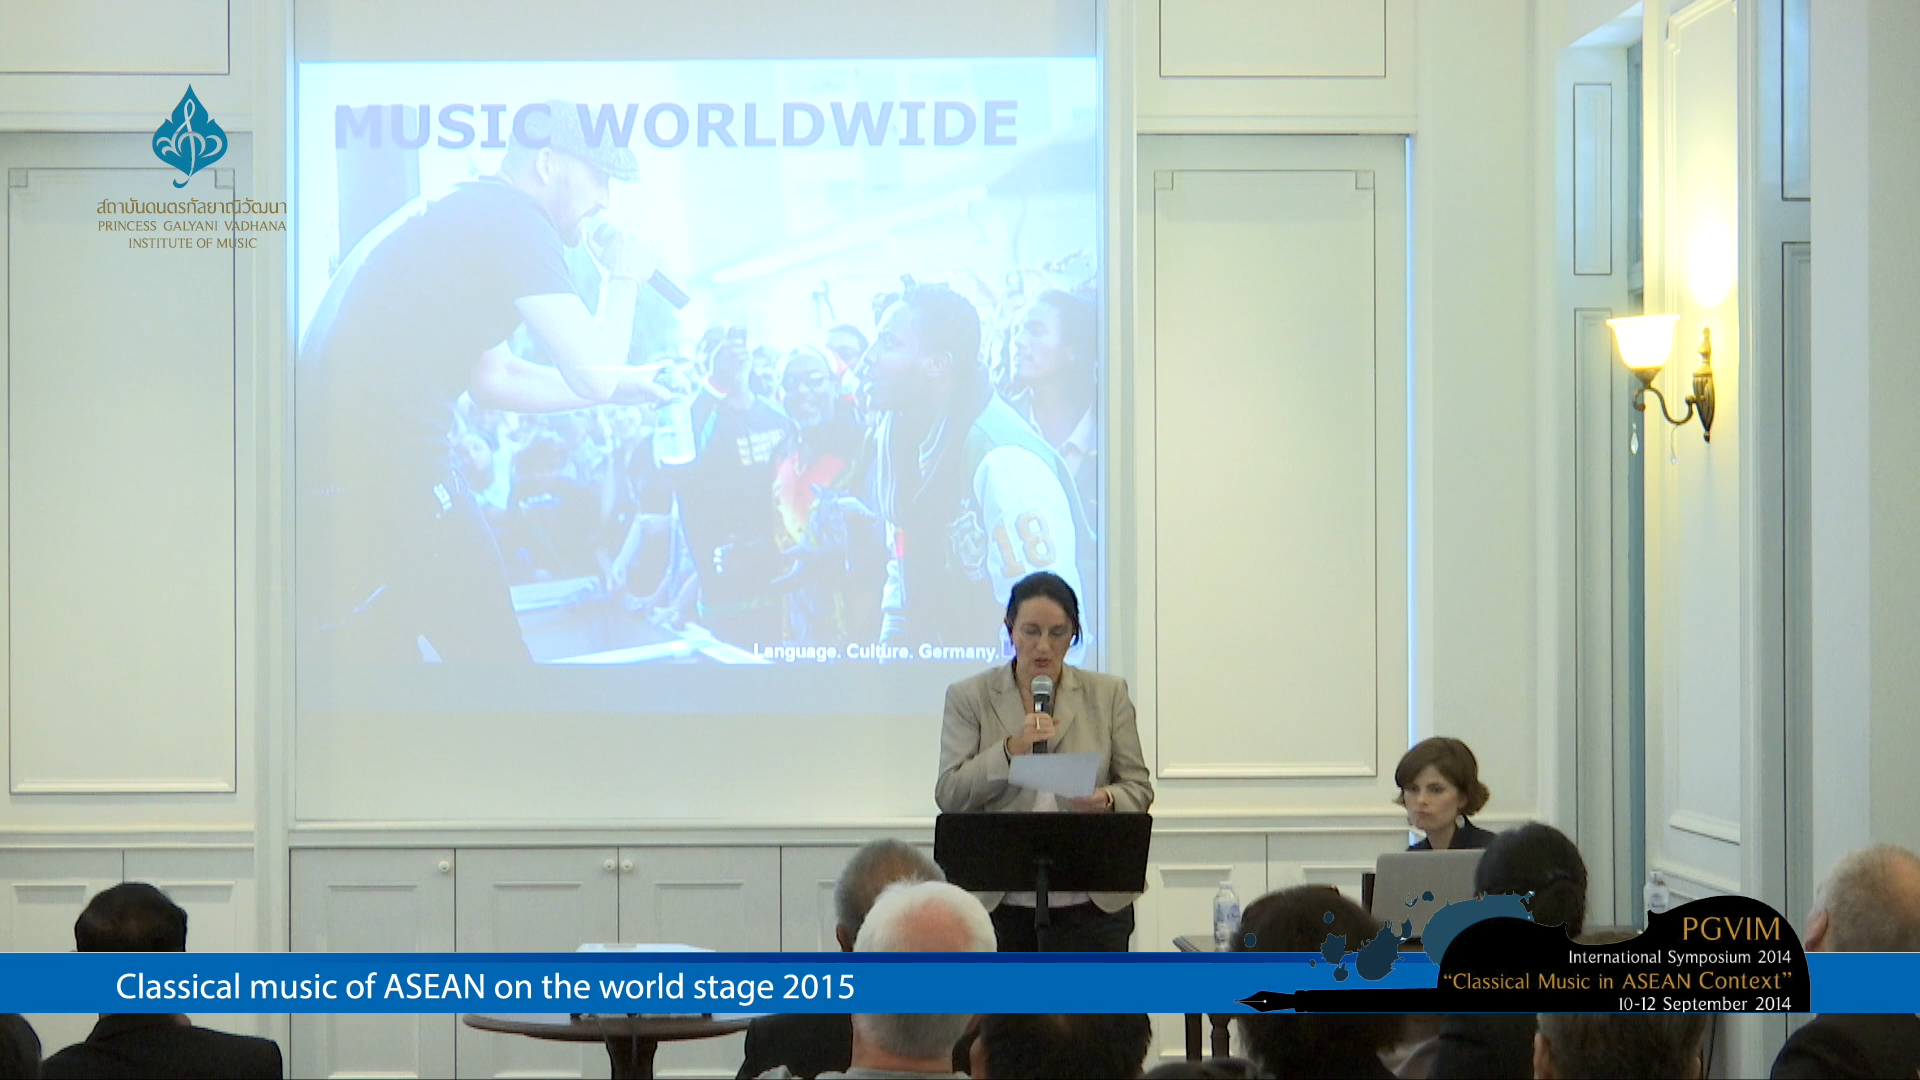 MUSIC WORLDWIDE
สถาบันดนตรีกัลยาณิวัฒนา
PRINCESS GALYANI VADHANA
INSTITUTE OF MUSIC
18
Language. Culture. Germany.
Classical music of ASEAN on the world stage 2015
PGVIM
International Symposium 2014
“Classical Music in ASEAN Context”
10-12 September 2014